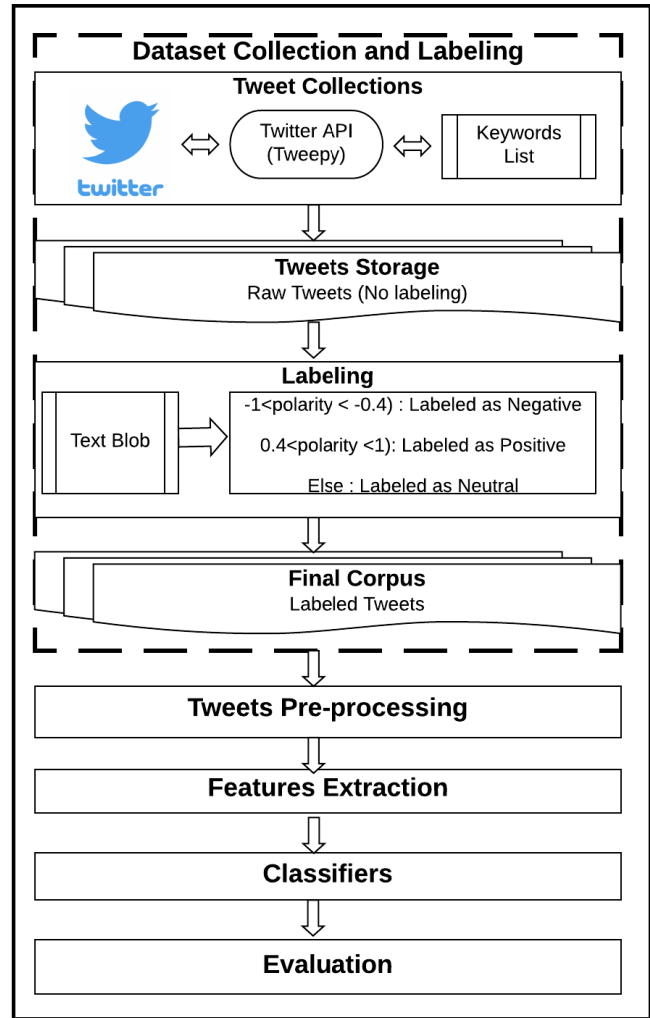 Dataset Collection and Labeling
Tweet Collections
twitter
Twitter API
(Tweepy)
Keywords
List
Tweets Storage
Raw Tweets (No labeling)
Labeling
Text Blob
-1<polarity < -0.4) : Labeled as Negative
0.4<polarity <1): Labeled as Positive
Else : Labeled as Neutral
Final Corpus
Labeled Tweets
Tweets Pre-processing
Features Extraction
Classifiers
Evaluation